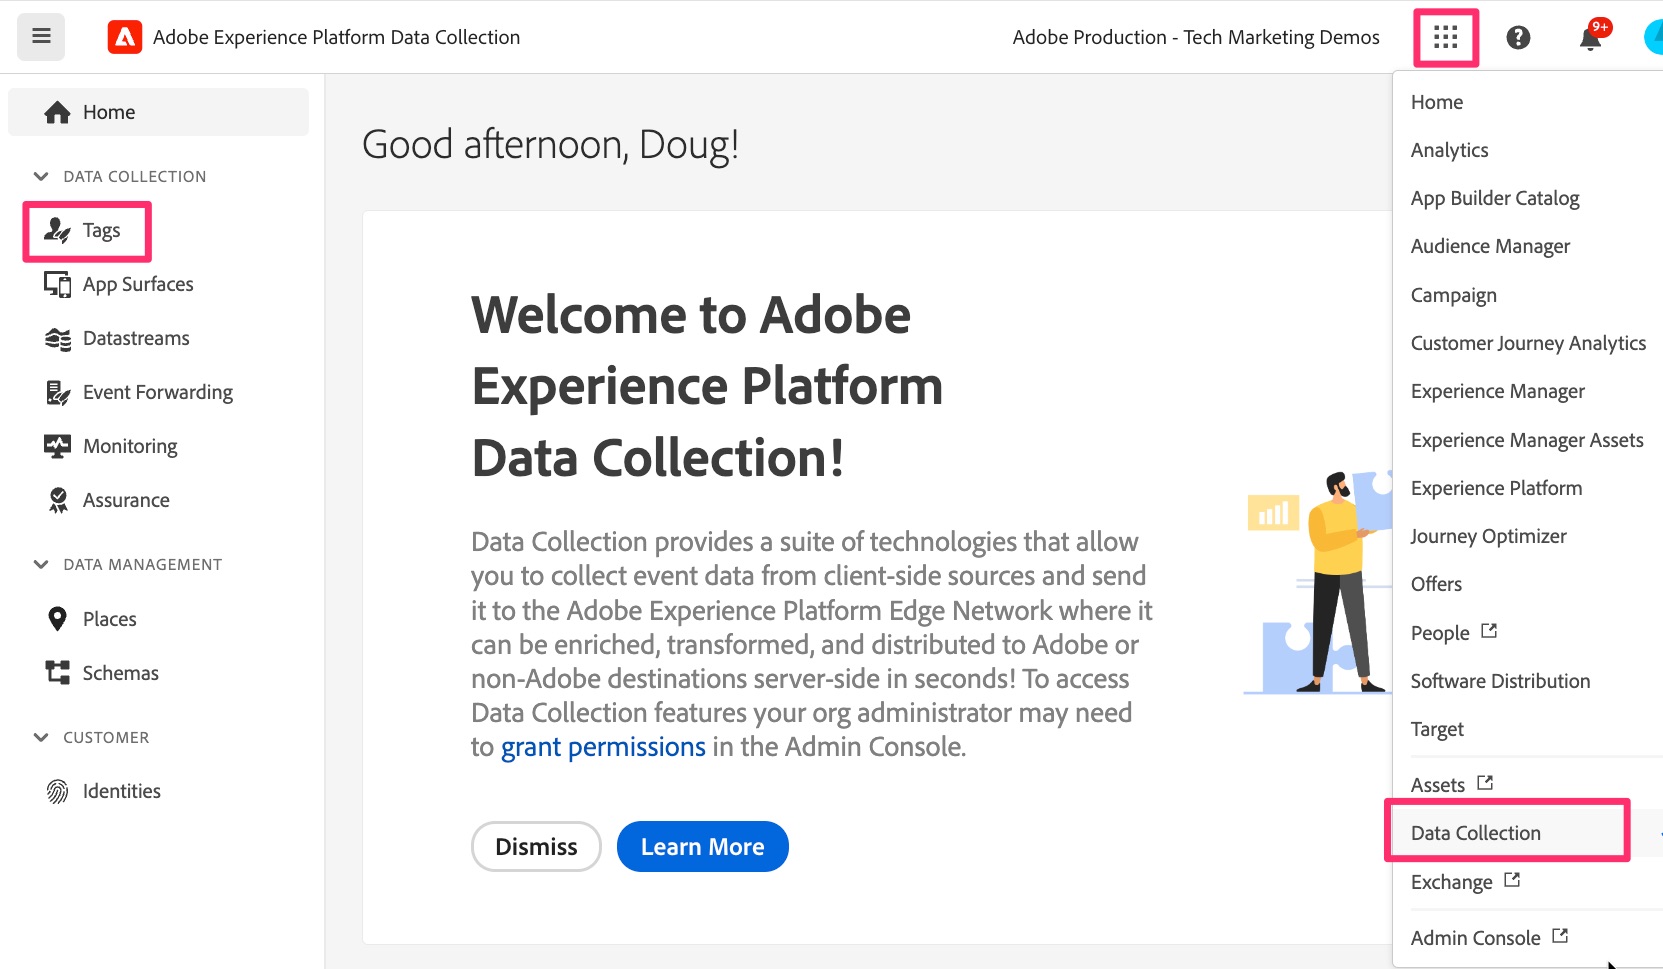 Adobe Experience Platform Data Collection
Adobe Production - Tech Marketing Demos
9+
Home
DATA COLLECTION
Tags
App Surfaces
Datastreams
Event Forwarding
Monitoring
Assurance
DATA MANAGEMENT
Places
Schemas
CUSTOMER
Identities
Good afternoon, Doug!
Welcome to Adobe
Experience Platform
Data Collection!
Data Collection provides a suite of technologies that allow
you to collect event data from client-side sources and send
it to the Adobe Experience Platform Edge Network where it
can be enriched, transformed, and distributed to Adobe or
non-Adobe destinations server-side in seconds! To access
Data Collection features your org administrator may need
to grant permissions in the Admin Console.
Dismiss
Learn More
Home
Analytics
App Builder Catalog
Audience Manager
Campaign
Customer Journey Analytics
Experience Manager
Experience Manager Assets
Experience Platform
Journey Optimizer
Offers
People
Software Distribution
Target
Assets
Data Collection
Exchange
Admin Console